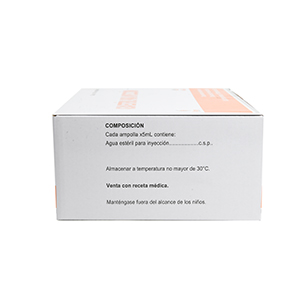 COMPOSICIÓN
Cada ampolla x5mL contiene:
Agua estéril para inyección....................c.s.p..
Almacenar a temperatura no mayor de 30°C.
Venta con receta médica.
Manténgase fuera del alcance de los niños.